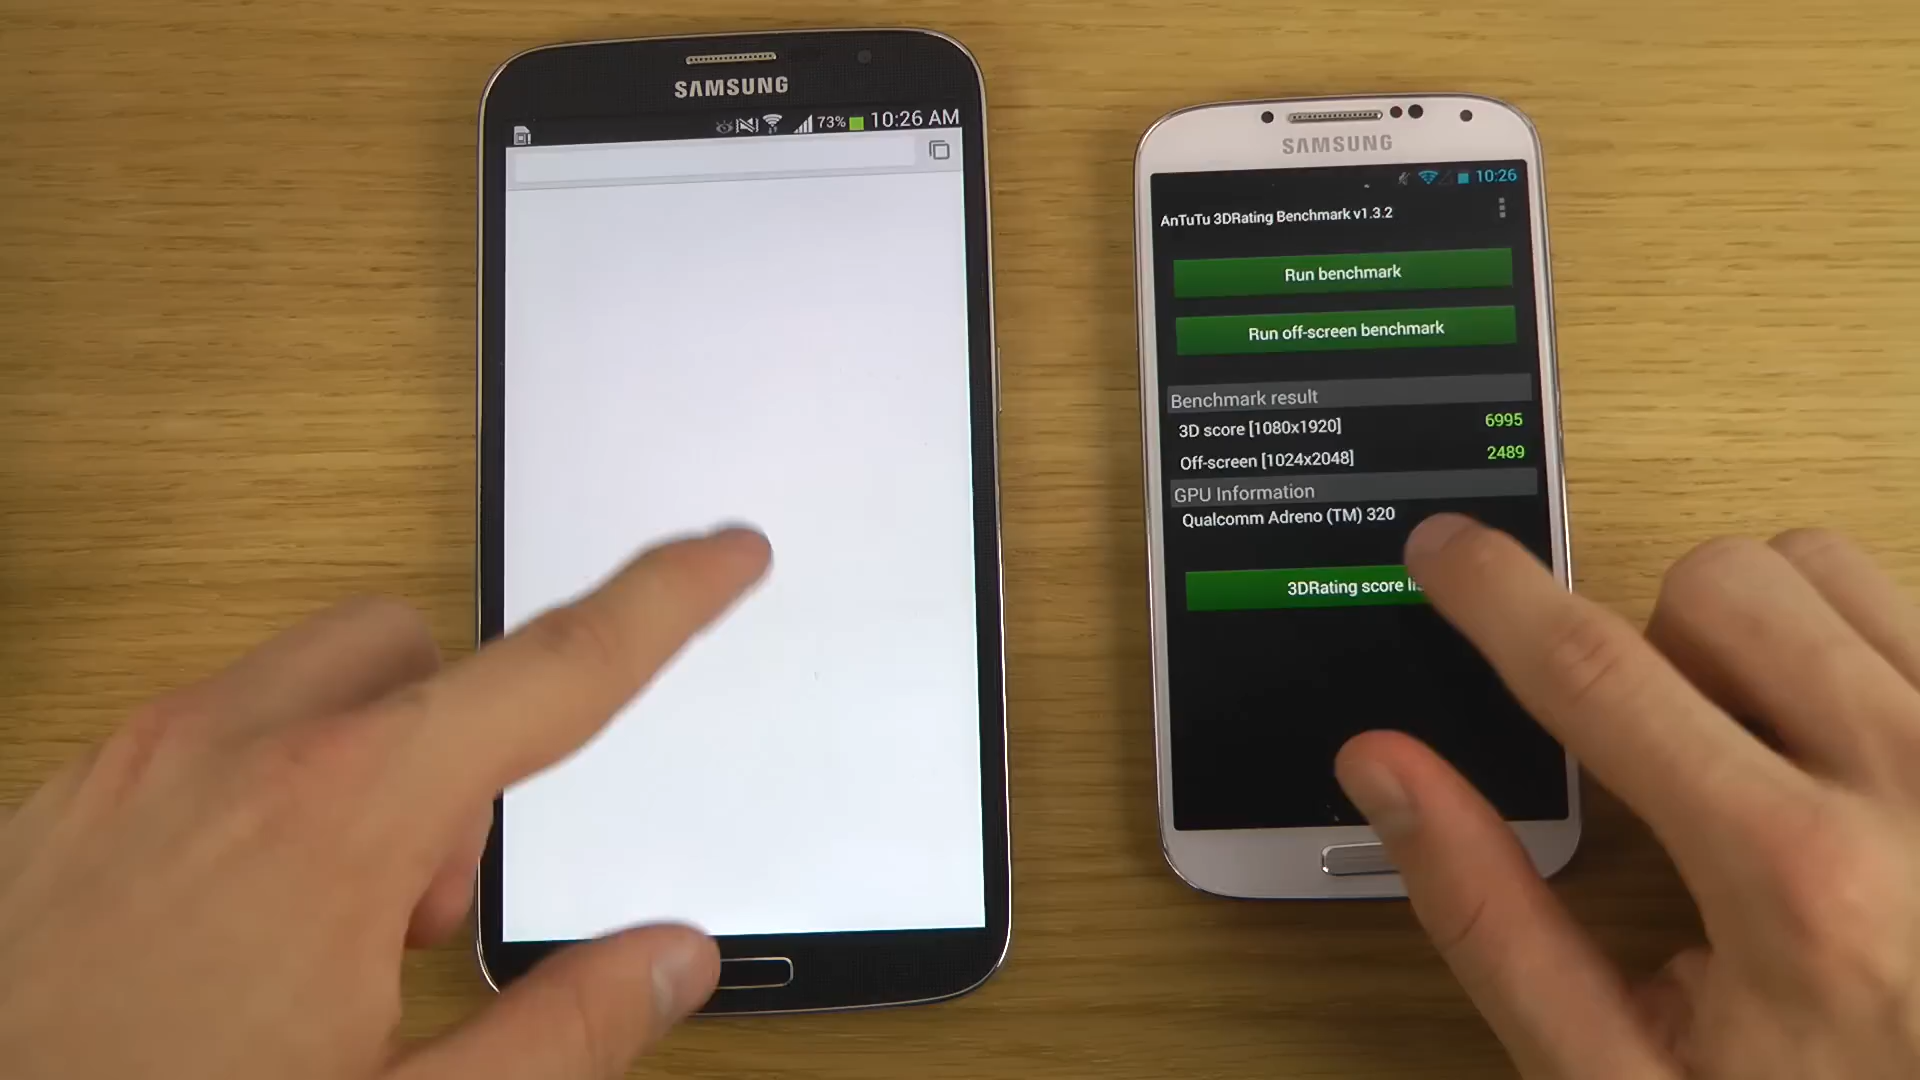 SAMSUNG
73% 10:26 AM
SAMSUNG
10:26
AnTuTu 3DRating Benchmark v1.3.2
Run benchmark
Run off-screen benchmark
Benchmark result
3D score [1080x1920] 6995
Off-screen [1024x2048] 2489
GPU Information
Qualcomm Adreno (TM) 320
3DRating score